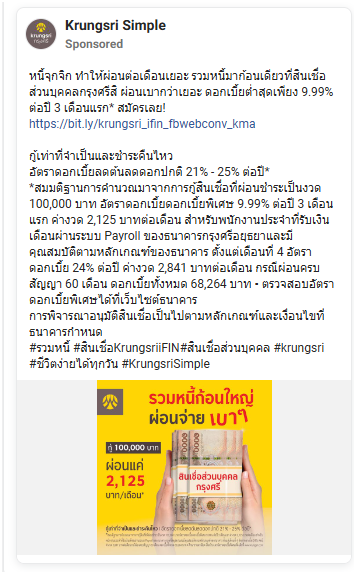 Krungsri Simple
Sponsored
หนี้จุกจิก ทำให้ผ่อนต่อเดือนเยอะ รวมหนี้มาก้อนเดียวที่สินเชื่อ
ส่วนบุคคลกรุงศรีสิ ผ่อนเบากว่าเยอะ ดอกเบี้ยต่ำสุดเพียง 9.99%
ต่อปี 3 เดือนแรก* สมัครเลย!
https://bit.ly/krungsri_ifin_fbwebconv_kma
กู้เท่าที่จำเป็นและชำระคืนไหว
อัตราดอกเบี้ยลดต้นลดดอกปกติ 21% - 25% ต่อปี*
*สมมติฐานการคำนวณมาจากการกู้สินเชื่อที่ผ่อนชำระเป็นงวด
100,000 บาท อัตราดอกเบี้ยดอกเบี้ยพิเศษ 9.99% ต่อปี 3 เดือน
แรก ค่างวด 2,125 บาทต่อเดือน สำหรับพนักงานประจำที่รับเงิน
เดือนผ่านระบบ Payroll ของธนาคารกรุงศรีอยุธยาและมี
คุณสมบัติตามหลักเกณฑ์ของธนาคาร ตั้งแต่เดือนที่ 4 อัตรา
ดอกเบี้ย 24% ต่อปี ค่างวด 2,841 บาทต่อเดือน กรณีผ่อนครบ
สัญญา 60 เดือน ดอกเบี้ยทั้งหมด 68,264 บาท • ตรวจสอบอัตรา
ดอกเบี้ยพิเศษได้ที่เว็บไซต์ธนาคาร
การพิจารณาอนุมัติสินเชื่อเป็นไปตามหลักเกณฑ์และเงื่อนไขที่
ธนาคารกำหนด
#รวมหนี้ #สินเชื่อKrungsriiFIN#สินเชื่อส่วนบุคคล #krungsri
#ชีวิตง่ายได้ทุกวัน #KrungsriSimple
รวมหนี้ก้อนใหญ่
ผ่อนจ่าย เบาๆ
กู้ 100,000 บาท
ผ่อนแค่
2,125
บาท/เดือน*
สินเชื่อส่วนบุคคล
กรุงศรี